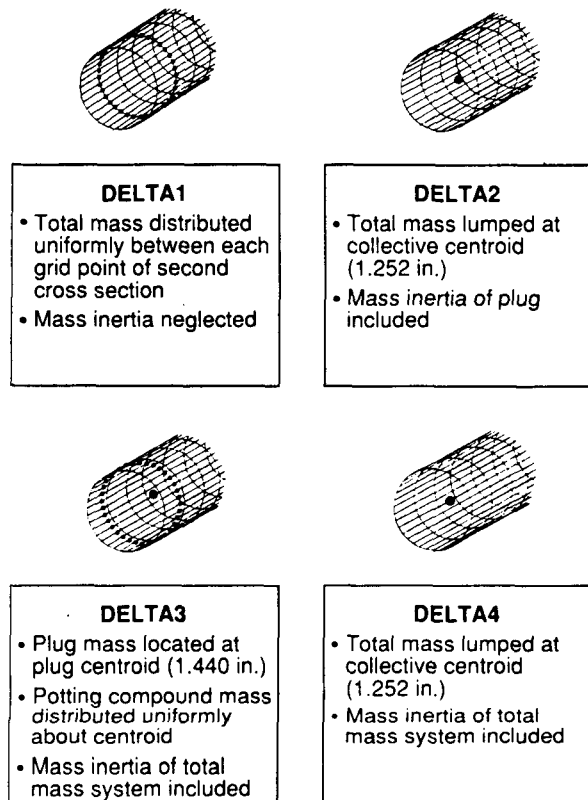 DELTA1
• Total mass distributed
uniformly between each
grid point of second
cross section
• Mass inertia neglected
DELTA2
• Total mass lumped at
collective centroid
(1.252 in.)
• Mass inertia of plug
included
DELTA3
• Plug mass located at
plug centroid (1.440 in.)
• Potting compound mass
distributed uniformly
about centroid
• Mass inertia of total
mass system included
DELTA4
• Total mass lumped at
collective centroid
(1.252 in.)
• Mass inertia of total
mass system included